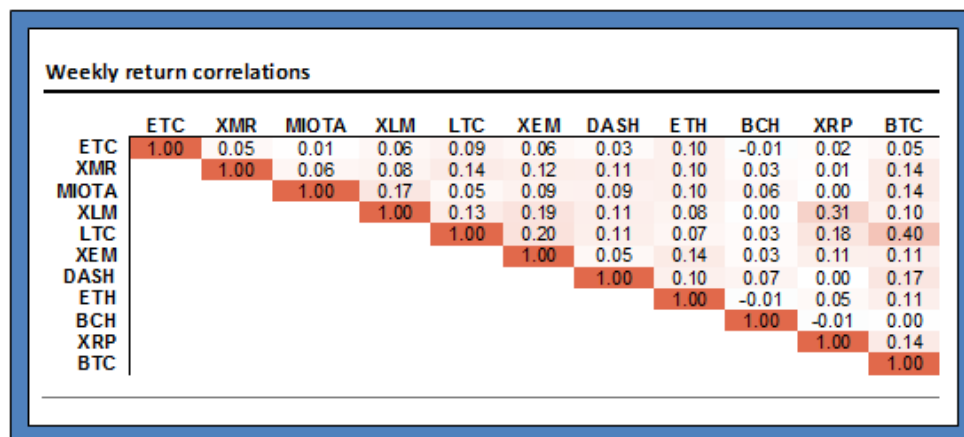 Weekly return correlations
ETC XMR MIOTA XLM LTC XEM DASH ETH BCH XRP BTC
ETC 1.00 0.05 0.01 0.06 0.09 0.06 0.03 0.10 -0.01 0.02 0.05
XMR 1.00 0.06 0.08 0.14 0.12 0.11 0.10 0.03 0.01 0.14
MIOTA 1.00 0.17 0.05 0.09 0.09 0.10 0.06 0.00 0.14
XLM 1.00 0.13 0.19 0.11 0.08 0.00 0.31 0.10
LTC 1.00 0.20 0.11 0.07 0.03 0.18 0.40
XEM 1.00 0.05 0.14 0.03 0.11 0.11
DASH 1.00 0.10 0.07 0.00 0.17
ETH 1.00 -0.01 0.05 0.11
BCH 1.00 -0.01 0.00
XRP 1.00 0.14
BTC 1.00